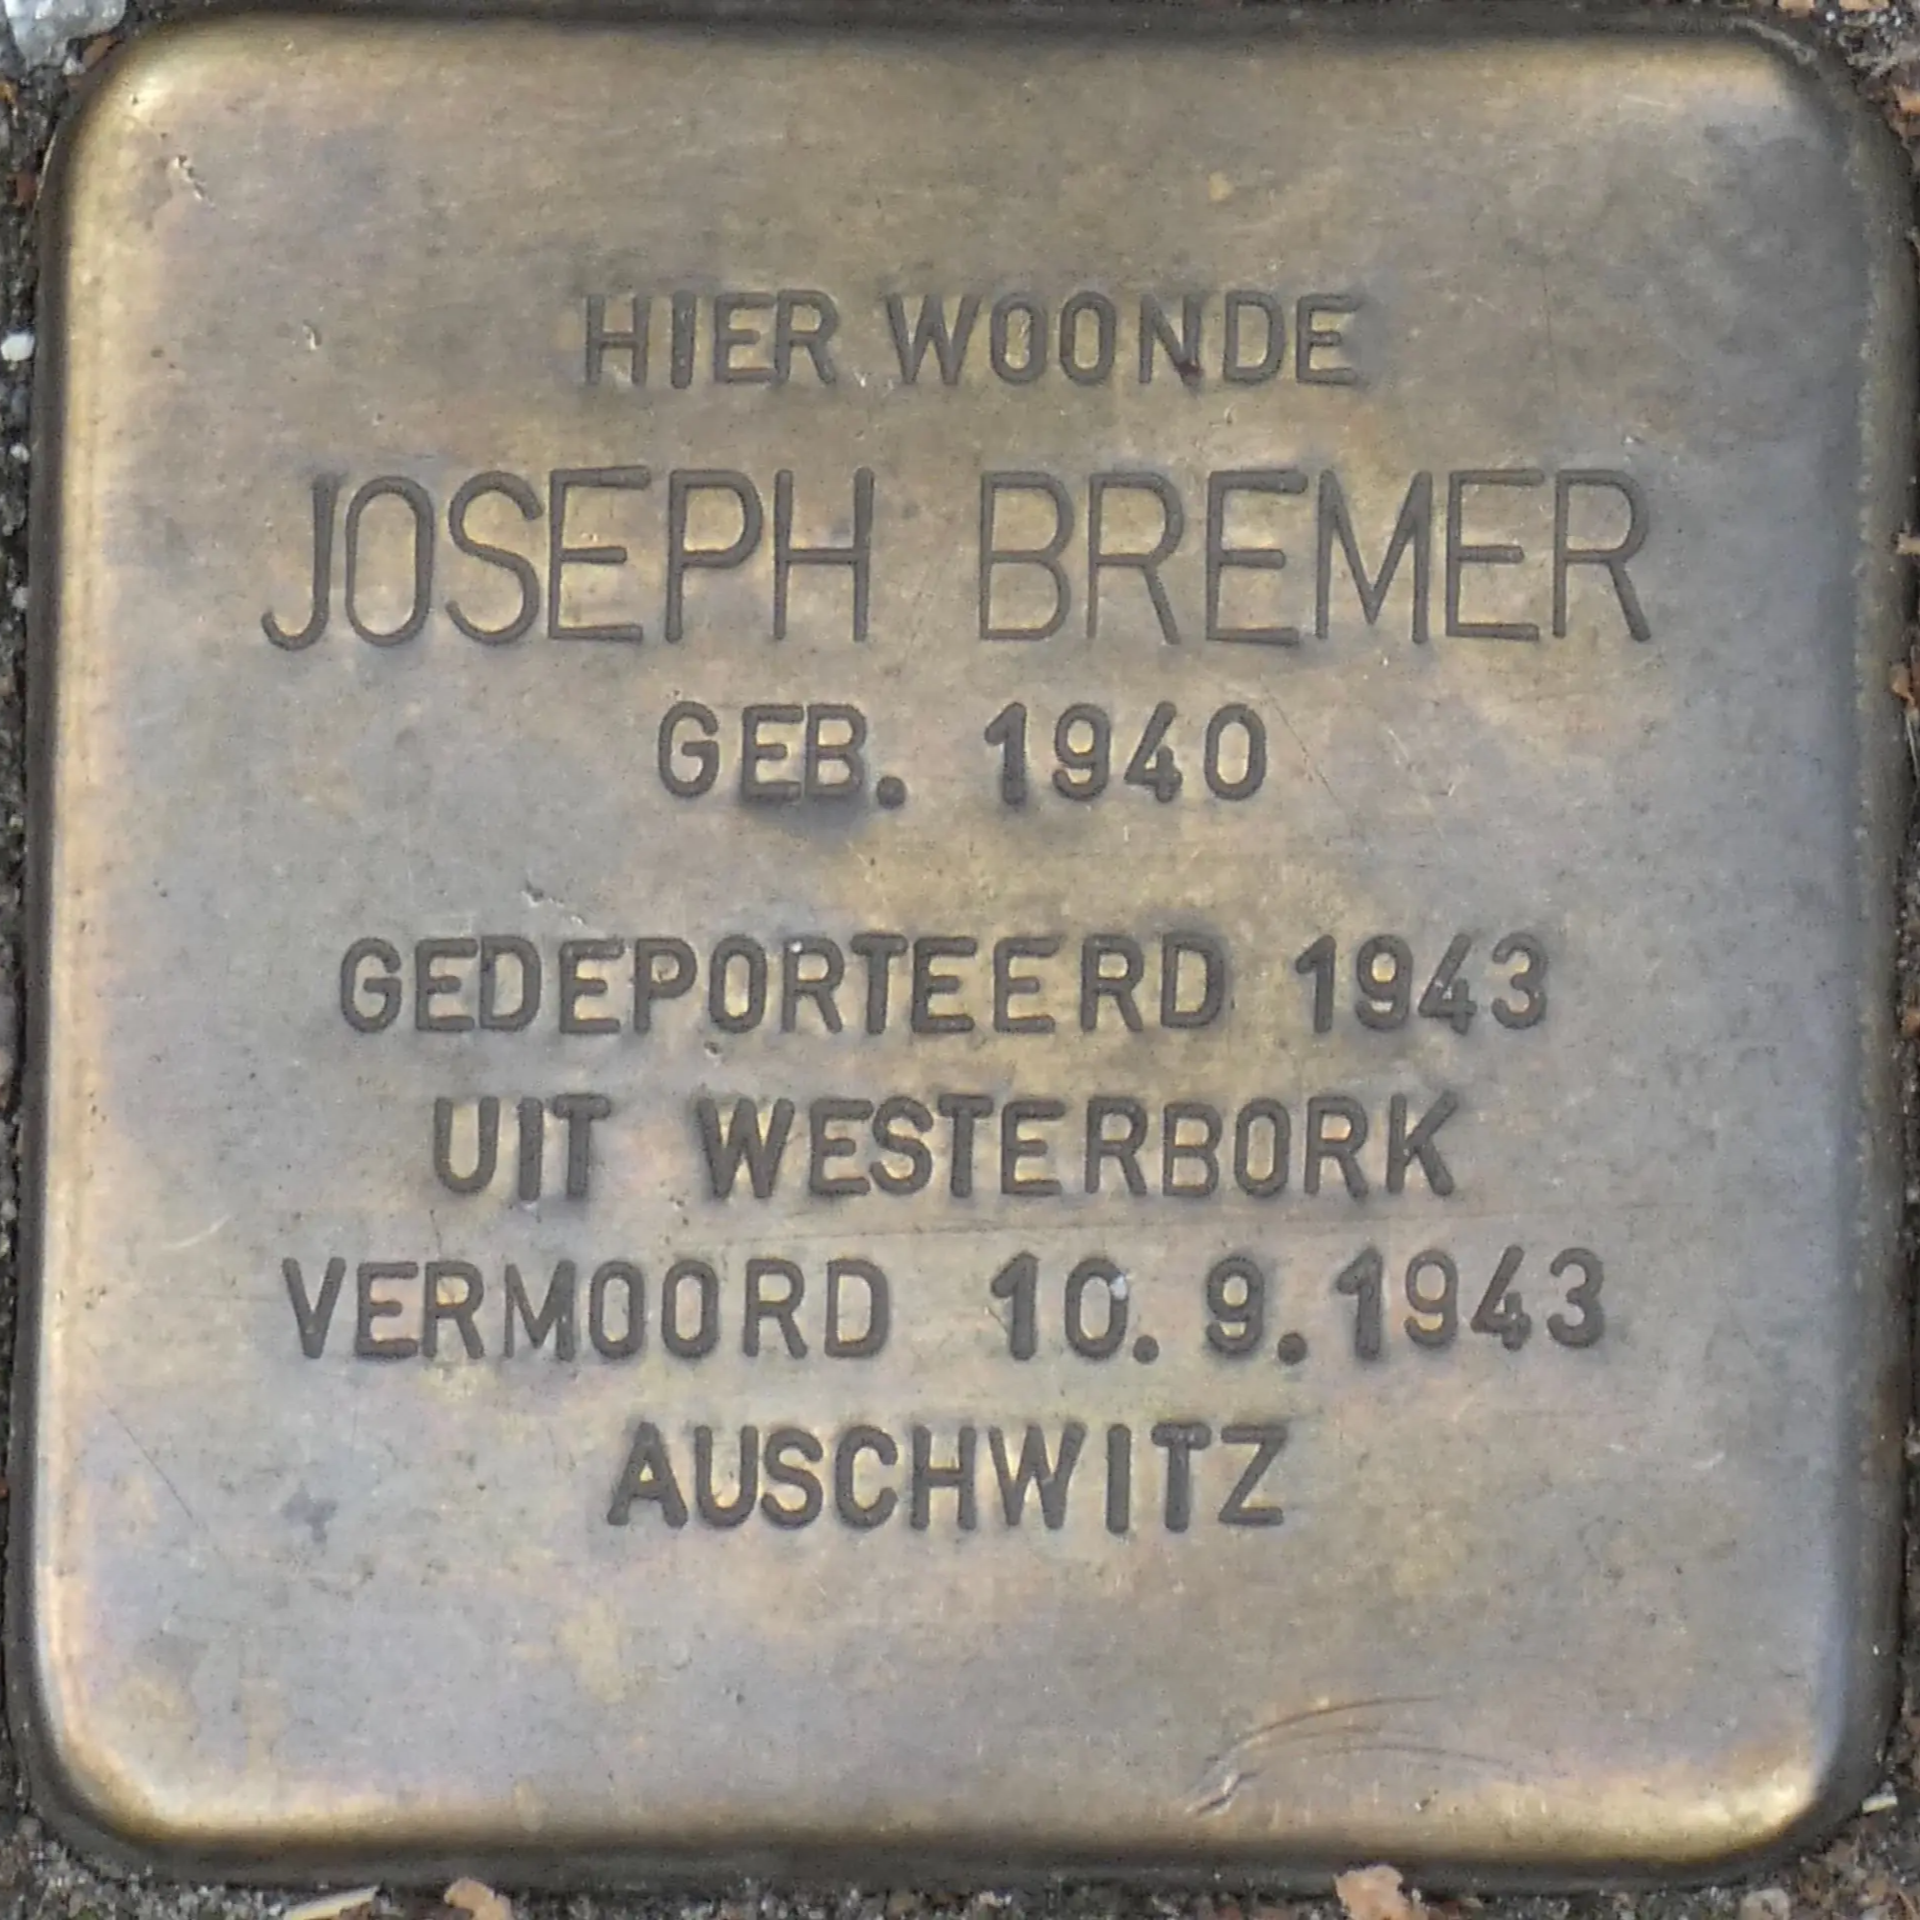 HIER WOONDE
JOSEPH BREMER
GEB. 1940
GEDEPORTEERD 1943
UIT WESTERBORK
VERMOORD 10.9.1943
AUSCHWITZ